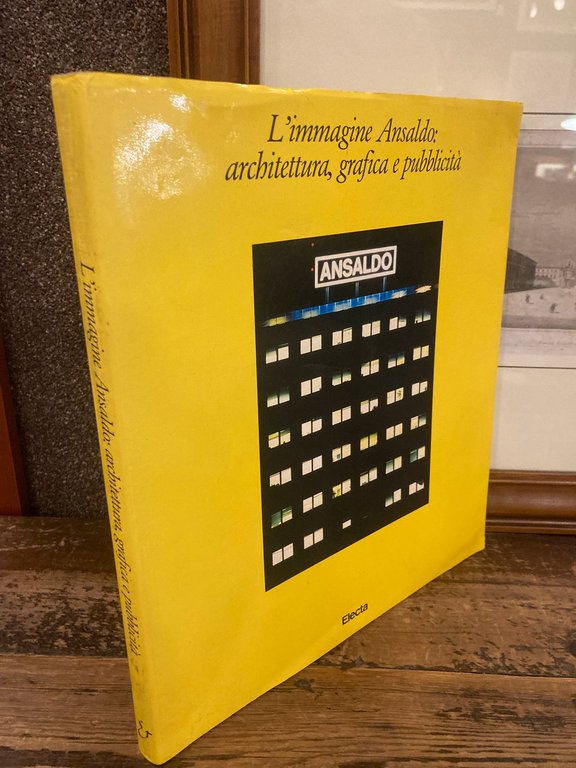 L'immagine Ansaldo:
architettura, grafica e pubblicità
ANSALDO
Electa
L'immagine Ansaldo: architettura, grafica e pubblicità